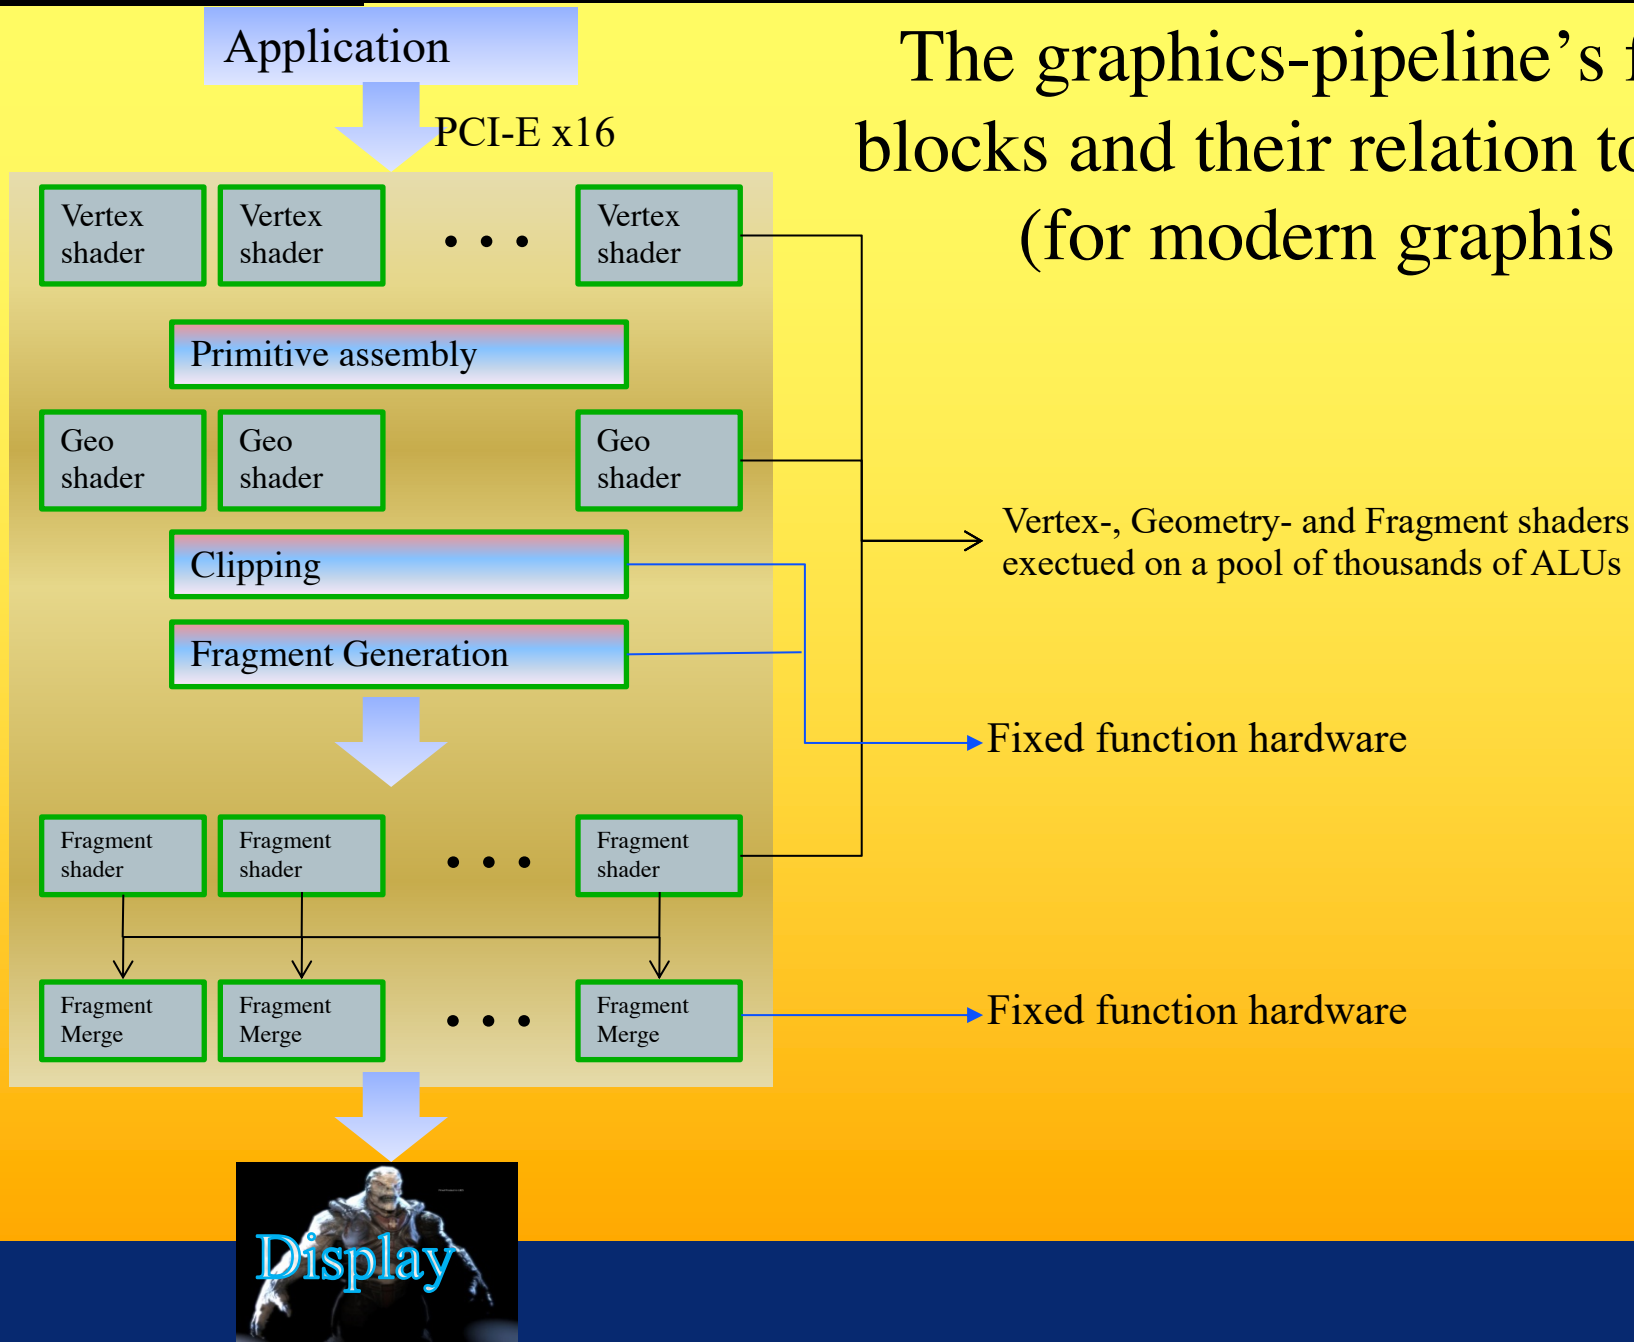 Application
The graphics-pipeline’s
blocks and their relation
(for modern graphis
PCI-E x16
Vertex
shader
Vertex
shader
Vertex
shader
Primitive assembly
Geo
shader
Geo
shader
Geo
shader
Vertex-, Geometry- and Fragment shaders
exectued on a pool of thousands of ALUs
Clipping
Fragment Generation
Fixed function hardware
Fragment
shader
Fragment
shader
Fragment
shader
Fragment
Merge
Fragment
Merge
Fragment
Merge
Fixed function hardware
Display